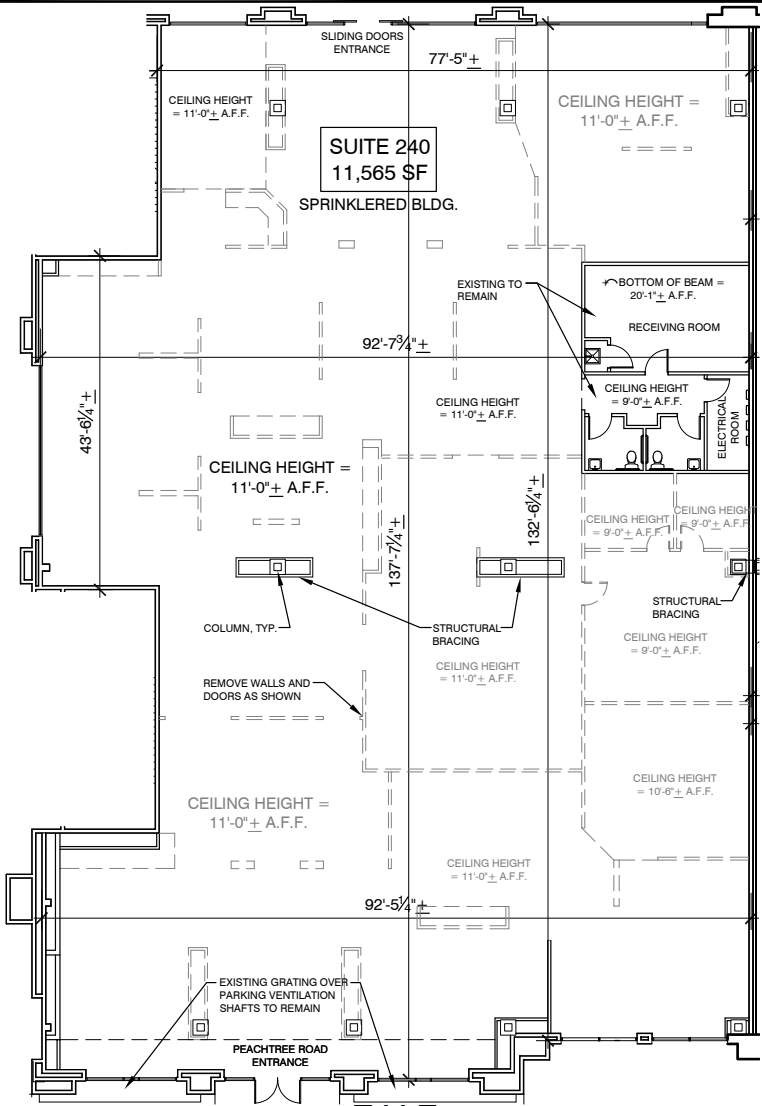 SLIDING DOORS
ENTRANCE
77'-5"±
CEILING HEIGHT
= 11'-0"± A.F.F.
CEILING HEIGHT =
11'-0"± A.F.F.
SUITE 240
11,565 SF
SPRINKLERED BLDG.
EXISTING TO
REMAIN
BOTTOM OF BEAM =
20'-1"± A.F.F.
RECEIVING ROOM
92'-7¾"±
CEILING HEIGHT
= 9'-0"± A.F.F.
ELECTRICAL
ROOM
CEILING HEIGHT
= 11'-0"± A.F.F.
43'-6¼"±
CEILING HEIGHT =
11'-0"± A.F.F.
137'-7¼"±
132'-6¼"±
CEILING HEIGHT
= 9'-0"± A.F.F.
CEILING HEIGHT
= 9'-0"± A.F.F.
COLUMN, TYP.
STRUCTURAL
BRACING
STRUCTURAL
BRACING
CEILING HEIGHT
= 9'-0"± A.F.F.
CEILING HEIGHT
= 11'-0"± A.F.F.
REMOVE WALLS AND
DOORS AS SHOWN
CEILING HEIGHT
= 10'-6"± A.F.F.
CEILING HEIGHT =
11'-0"± A.F.F.
CEILING HEIGHT
= 11'-0"± A.F.F.
92'-5¼"±
EXISTING GRATING OVER
PARKING VENTILATION
SHAFTS TO REMAIN
PEACHTREE ROAD
ENTRANCE